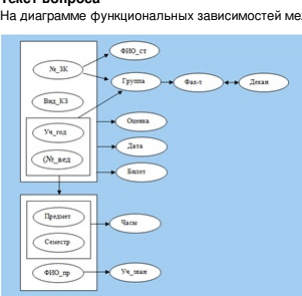 Текст вопроса
На диаграмме функциональных зависимостей ме
ФИО_ст
№_ЗК
Группа
Фак-т
Декан
Вид_КЗ
Уч_год
Оценка
(№_вед
Дата
Билет
Предмет
Часы
Семестр
ФИО_пр
Уч_зван